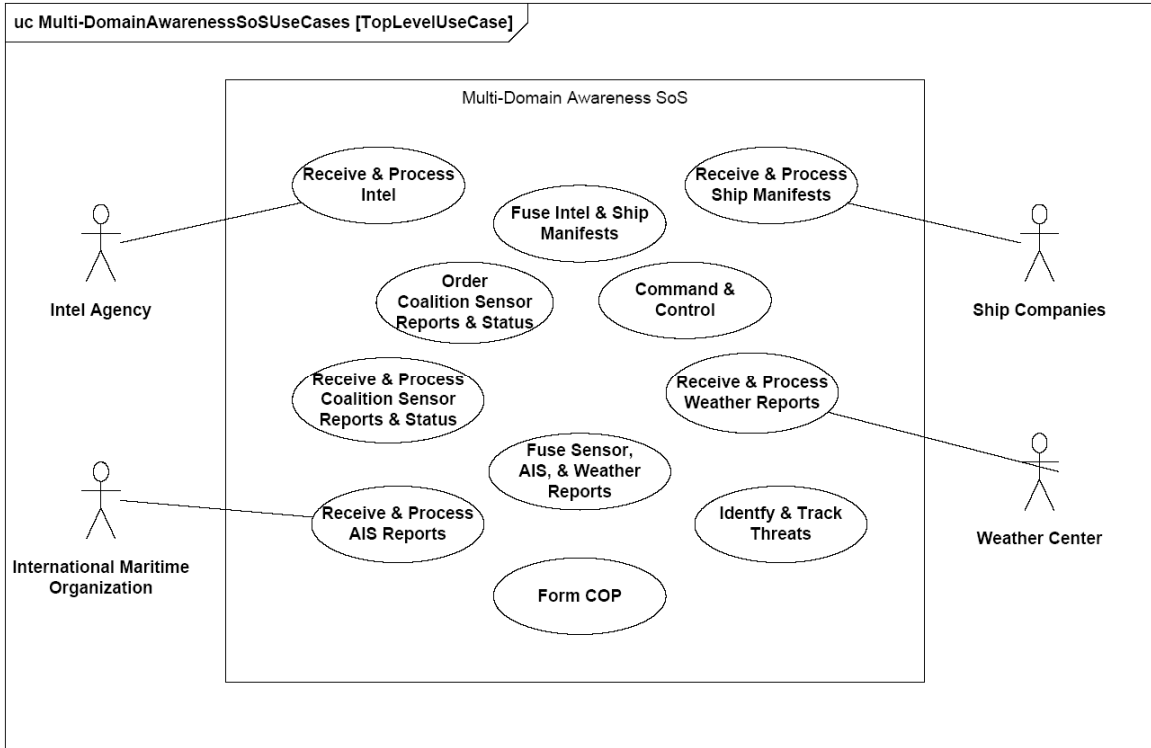 uc Multi-DomainAwarenessSoSUseCases [TopLevelUseCase]
Multi-Domain Awareness SoS
Receive & Process
Intel
Receive & Process
Ship Manifests
Fuse Intel & Ship
Manifests
Intel Agency
Ship Companies
Order
Coalition Sensor
Reports & Status
Command &
Control
Receive & Process
Coalition Sensor
Reports & Status
Receive & Process
Weather Reports
Fuse Sensor,
AIS, & Weather
Reports
Receive & Process
AIS Reports
Identfy & Track
Threats
International Maritime
Organization
Weather Center
Form COP